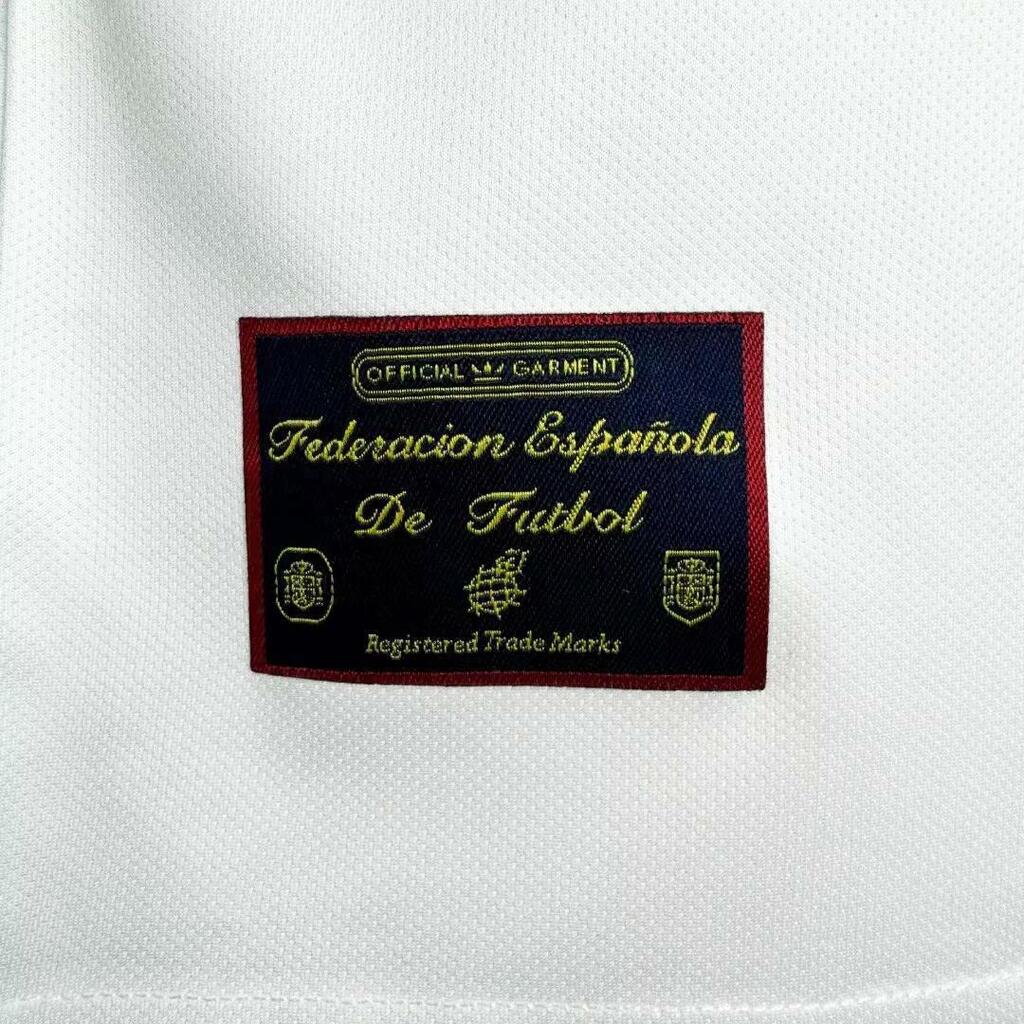 OFFICIAL GARMENT
Federacion Española
De Futbol
Registered Trade Marks